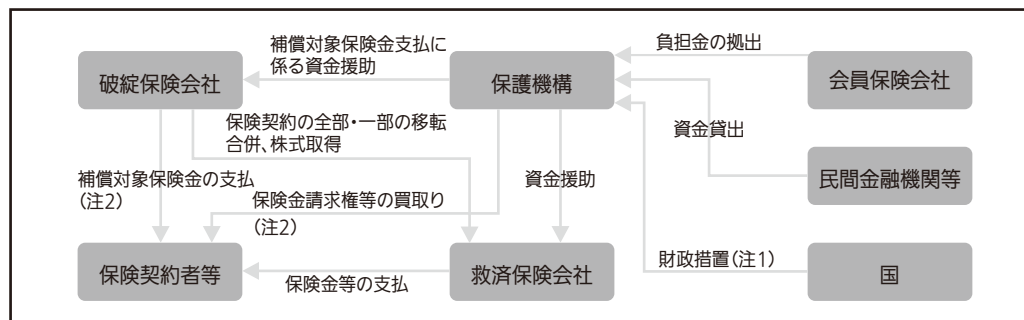 補償対象保険金支払に
係る資金援助
負担金の拠出
破綻保険会社
保護機構
会員保険会社
保険契約の全部・一部の移転
合併、株式取得
資金貸出
補償対象保険金の支払
(注2)
資金援助
民間金融機関等
保険金請求権等の買取り
(注2)
財政措置(注1)
保険契約者等
救済保険会社
国
保険金等の支払